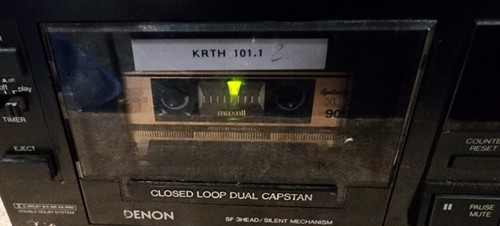 KRTH 101.1 2
off
play
TIMER
maxell
90
EJECT
COUNTER
RESET
CLOSED LOOP DUAL CAPSTAN
DENON
SF 3HEAD/SILENT MECHANISM
PAUSE
MUTE